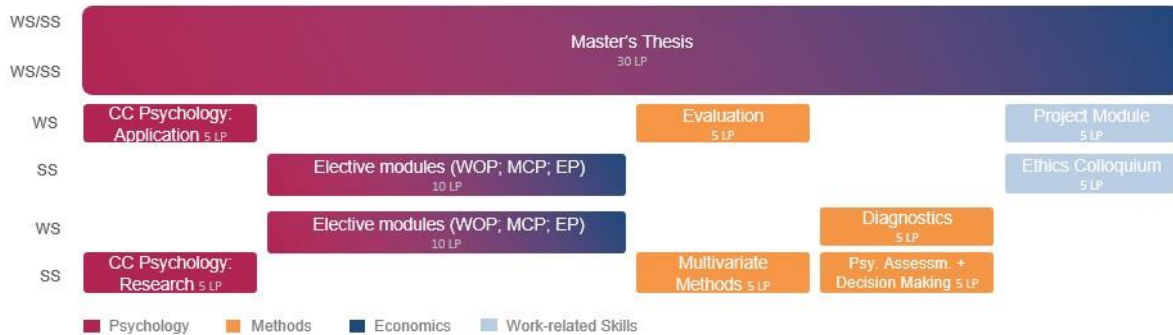 WS/SS
Master's Thesis
30 LP
WS/SS
WS
CC Psychology:
Application 5 LP
Evaluation
5 LP
Project Module
5 LP
SS
Elective modules (WOP; MCP; EP)
10 LP
Ethics Colloquium
5 LP
WS
Elective modules (WOP; MCP; EP)
10 LP
Diagnostics
5 LP
SS
CC Psychology:
Research 5 LP
Multivariate
Methods 5 LP
Psy. Assessm. +
Decision Making 5 LP
Psychology
Methods
Economics
Work-related Skills